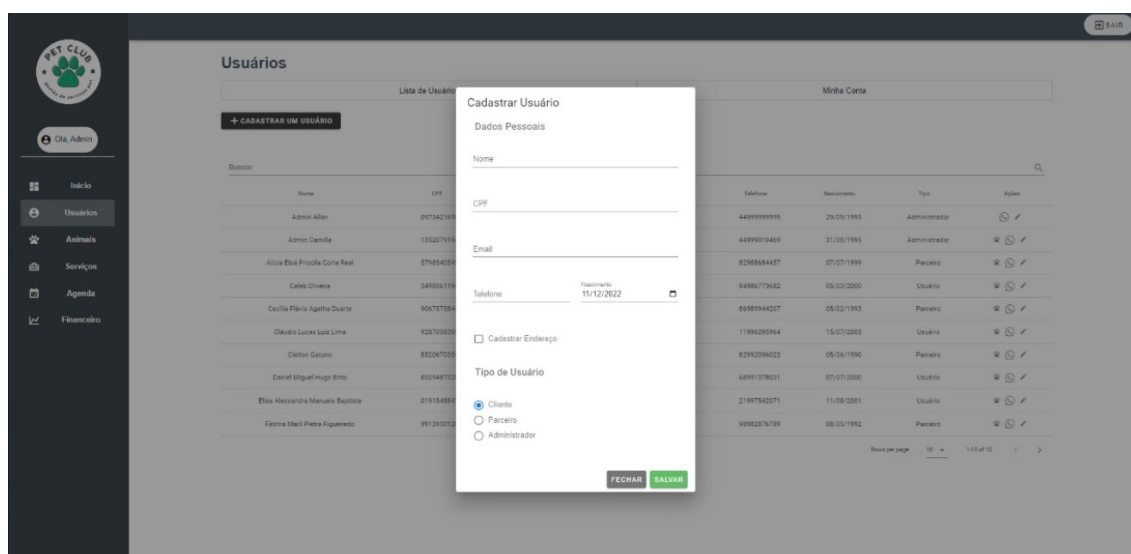 SAIR
PET CLUB
Usuários
Lista de Usuário
Minha Conta
+ CADASTRAR UM USUÁRIO
Olá, Admin
Buscar
Início
Usuários
Animais
Serviços
Agenda
Financeiro
Nome CPF Telefone Nascimento Tipo Ações
Admin Allan 44999999999 29/09/1995 Administrador
Admin Camilla 44999010469 31/08/1995 Administrador
Alícia Eloá Priscila Corte Real 82988684457 07/07/1999 Parceiro
Caleb Oliveira 84986773682 05/03/2000 Usuário
Cecília Flávia Agatha Duarte 86989944207 05/02/1993 Parceiro
Cláudio Lucas Luiz Lima 11996295964 15/07/2003 Usuário
Cleiton Gatuno 82992096023 05/06/1990 Parceiro
Daniel Miguel Hugo Brito 68991378031 07/07/2000 Usuário
Elisa Alessandra Manuela Baptista 21997542071 11/08/2001 Usuário
Fatima Marli Pietra Figueiredo 98982876789 08/05/1992 Parceiro
Rows per page 10 1-10 of 12
Cadastrar Usuário
Dados Pessoais
Nome
CPF
Email
Telefone
Nascimento
11/12/2022
Cadastrar Endereço
Tipo de Usuário
Cliente
Parceiro
Administrador
FECHAR SALVAR